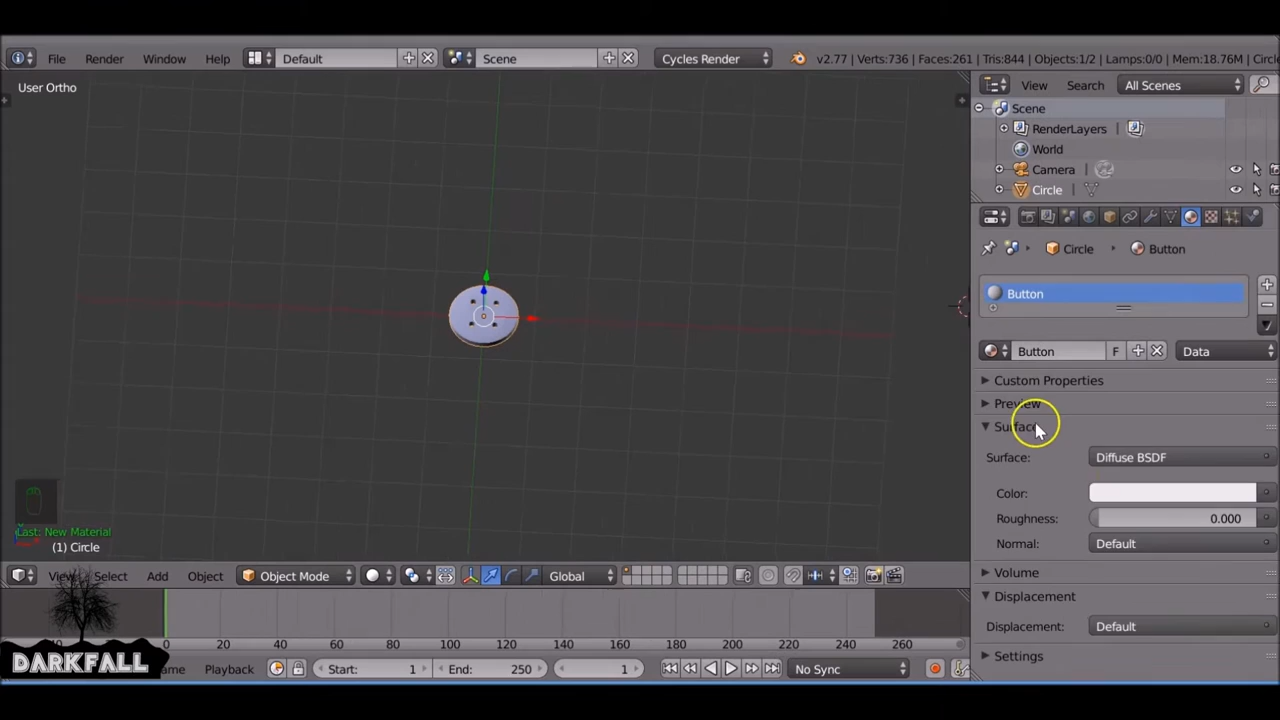 File Render Window Help Default Scene Cycles Render v2.77 | Verts:736 | Faces:261 | Tris:844 | Objects:1/2 | Lamps:0/0 | Mem:18.76M | Circl
User Ortho
View Search All Scenes
Scene
RenderLayers
World
Camera
Circle
Circle Button
Button
Button F Data
Custom Properties
Preview
Surface
Surface: Diffuse BSDF
Color:
Roughness: 0.000
Normal: Default
Volume
Displacement
Displacement: Default
Settings
Last: New Material
(1) Circle
View Select Add Object Object Mode Global
20 40 60 80 100 120 140 160 180 200 220 240 260
Playback Start: 1 End: 250 1 No Sync
DARKFALL